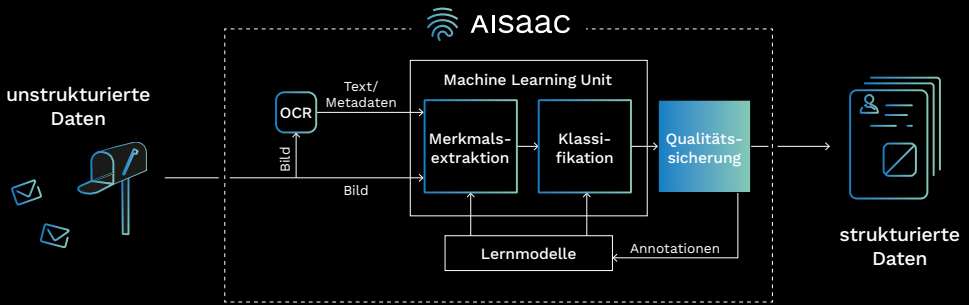 AISAAC
unstrukturierte
Daten
OCR
Text/
Metadaten
Bild
Bild
Machine Learning Unit
Merkmals-
extraktion
Klassi-
fikation
Qualitäts-
sicherung
Lernmodelle
Annotationen
strukturierte
Daten